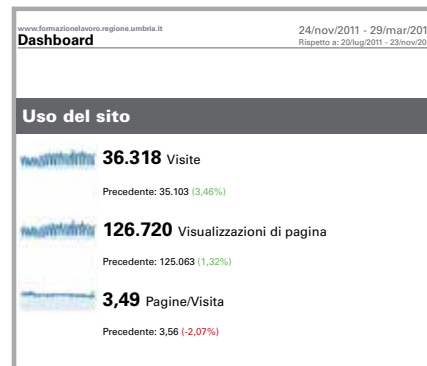 www.formazionelavoro.regione.umbria.it
Dashboard
24/nov/2011 - 29/mar/201
Rispetto a: 20/lug/2011 - 23/nov/20
Uso del sito
36.318 Visite
Precedente: 35.103 (3,46%)
126.720 Visualizzazioni di pagina
Precedente: 125.063 (1,32%)
3,49 Pagine/Visita
Precedente: 3,56 (-2,07%)